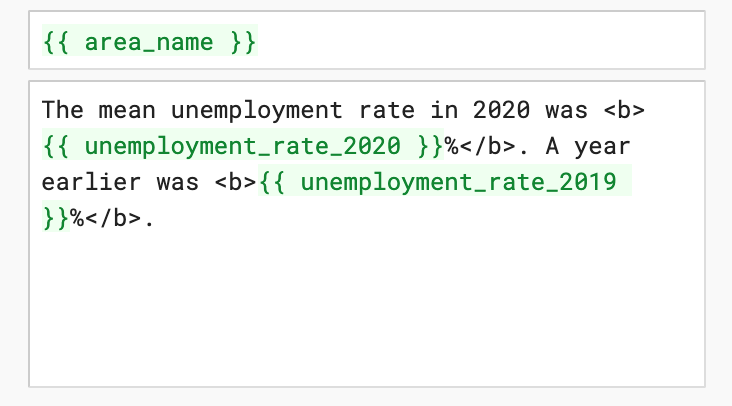 {{ area_name }}
The mean unemployment rate in 2020 was <b>
{{ unemployment_rate_2020 }}%</b>. A year
earlier was <b>{{ unemployment_rate_2019
}}%</b>.